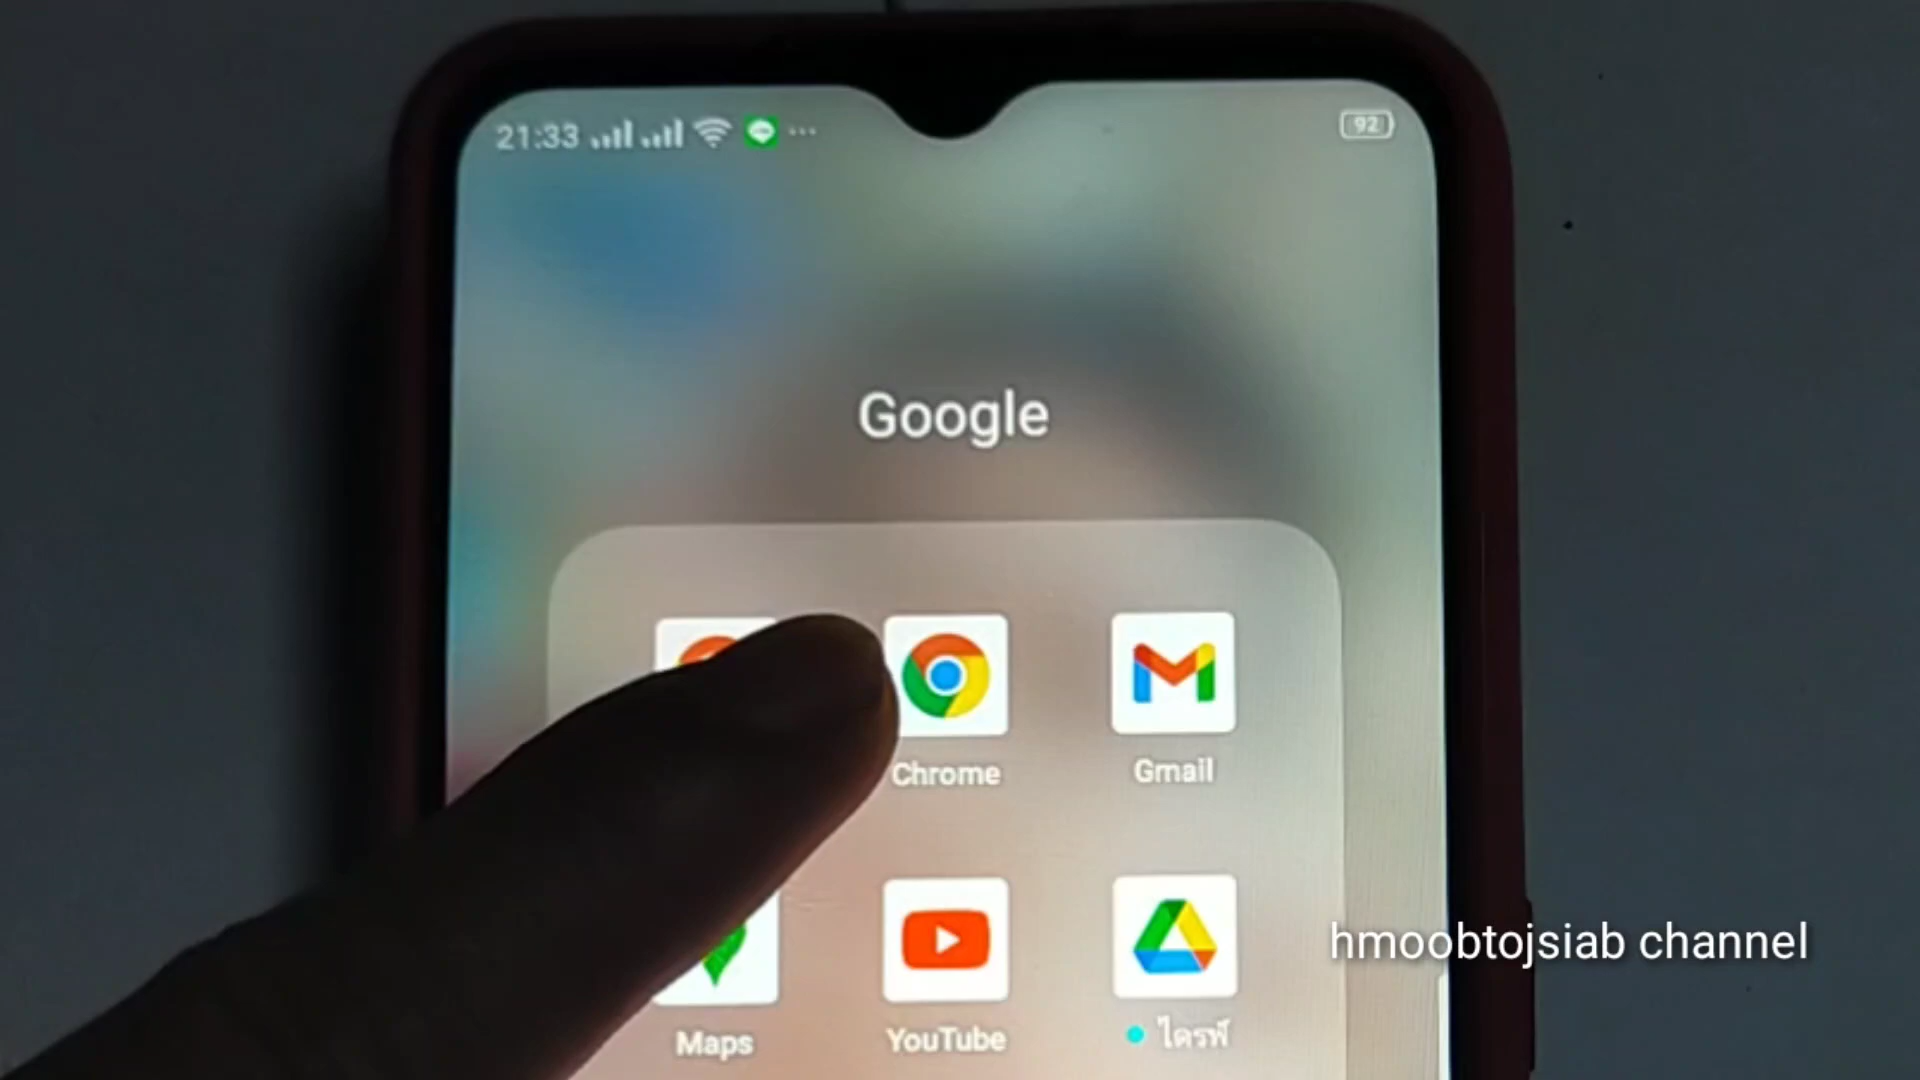 21:33
92
Google
Chrome
Gmail
Maps
YouTube
ไดรฟ์
hmoobtojsiab channel